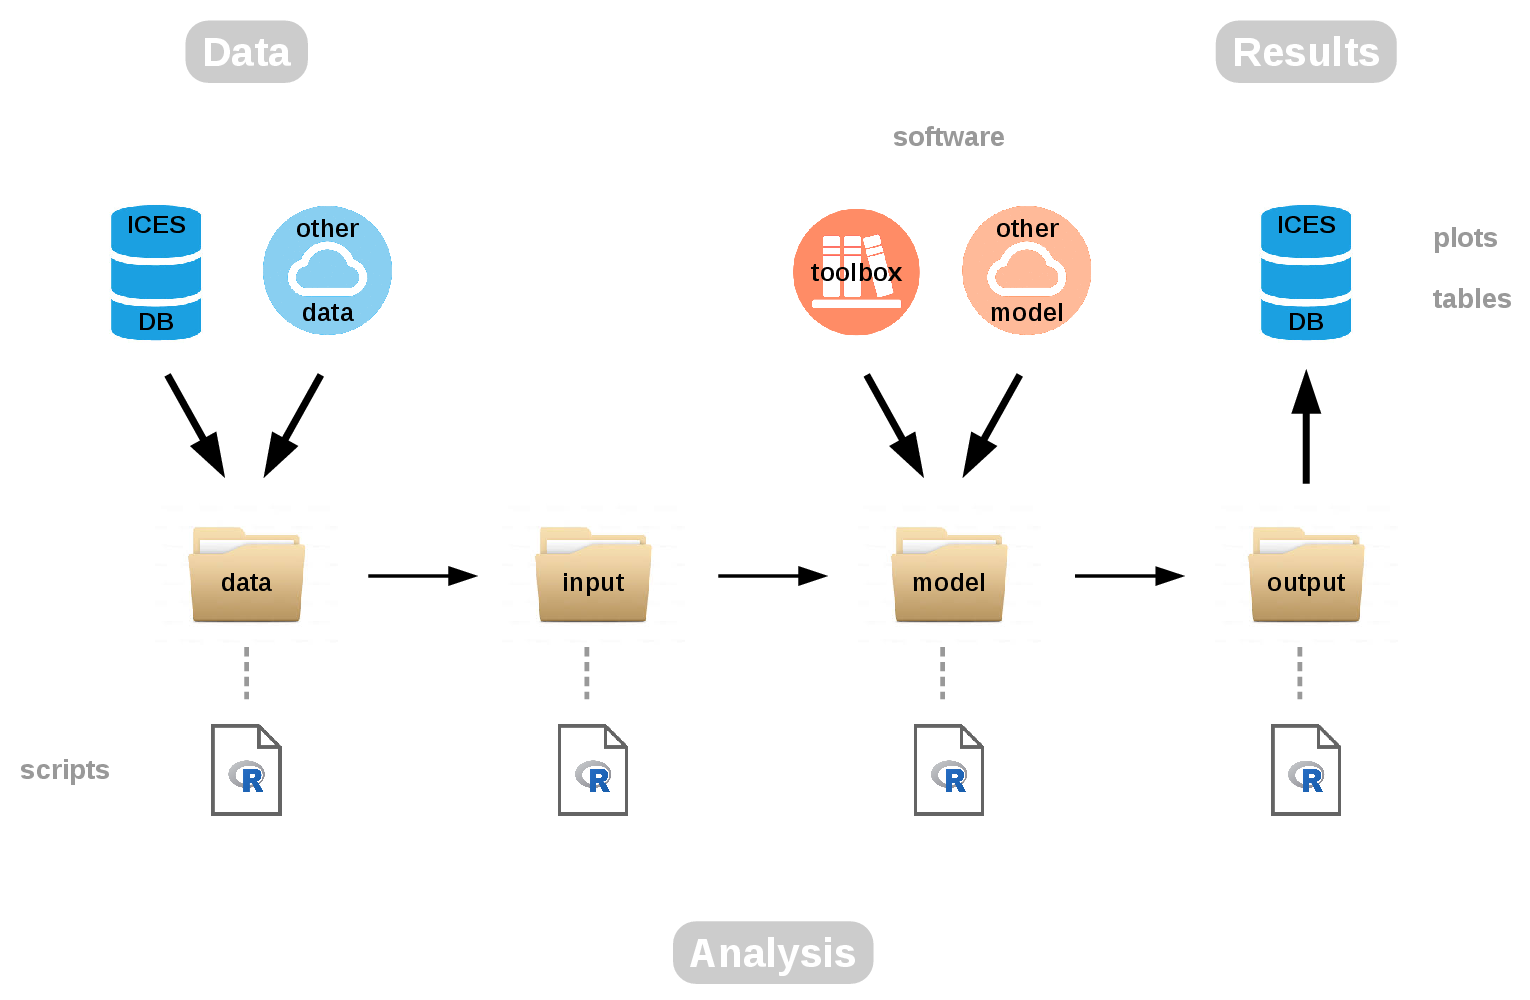 Data
Results
software
ICES
DB
other
data
toolbox
other
model
ICES
DB
plots
tables
data
input
model
output
scripts
R
R
R
R
Analysis